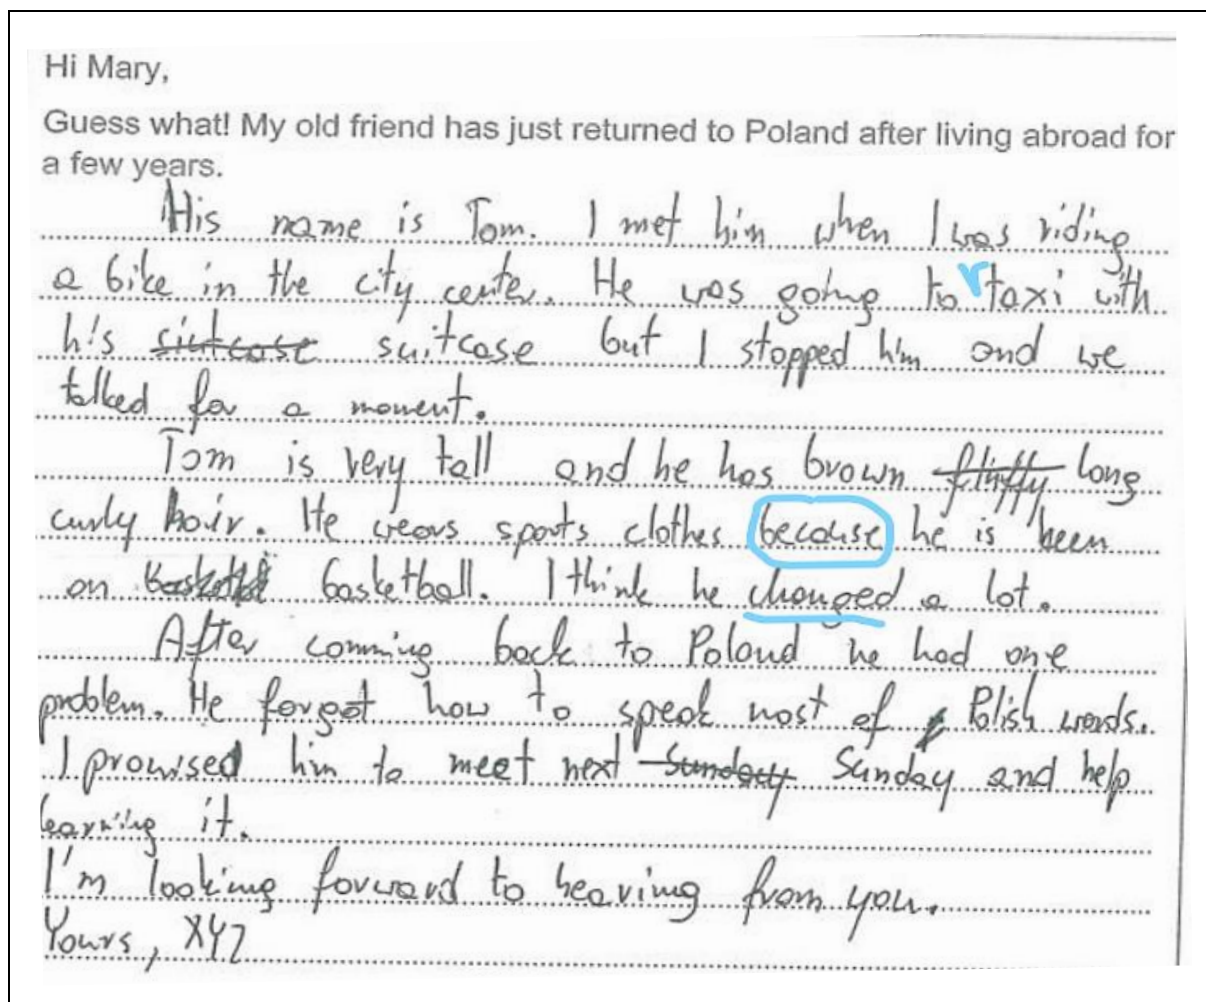 Hi Mary,
Guess what! My old friend has just returned to Poland after living abroad for
a few years.
His name is Tom. I met him when I was riding
a bike in the city center. He was going to taxi with
his siutcase suitcase but I stopped him and we
talked for a moment.
Tom is very tall and he has brown long
curly hair. He wears sports clothes because he is keen
on basketball. I think he changed a lot.
After comming back to Poland he had one
problem. He forgot how to speak most of Polish words.
I promised him to meet next Sunday Sunday and help
learning it.
I'm looking forward to hearing from you.
Yours, XYZ